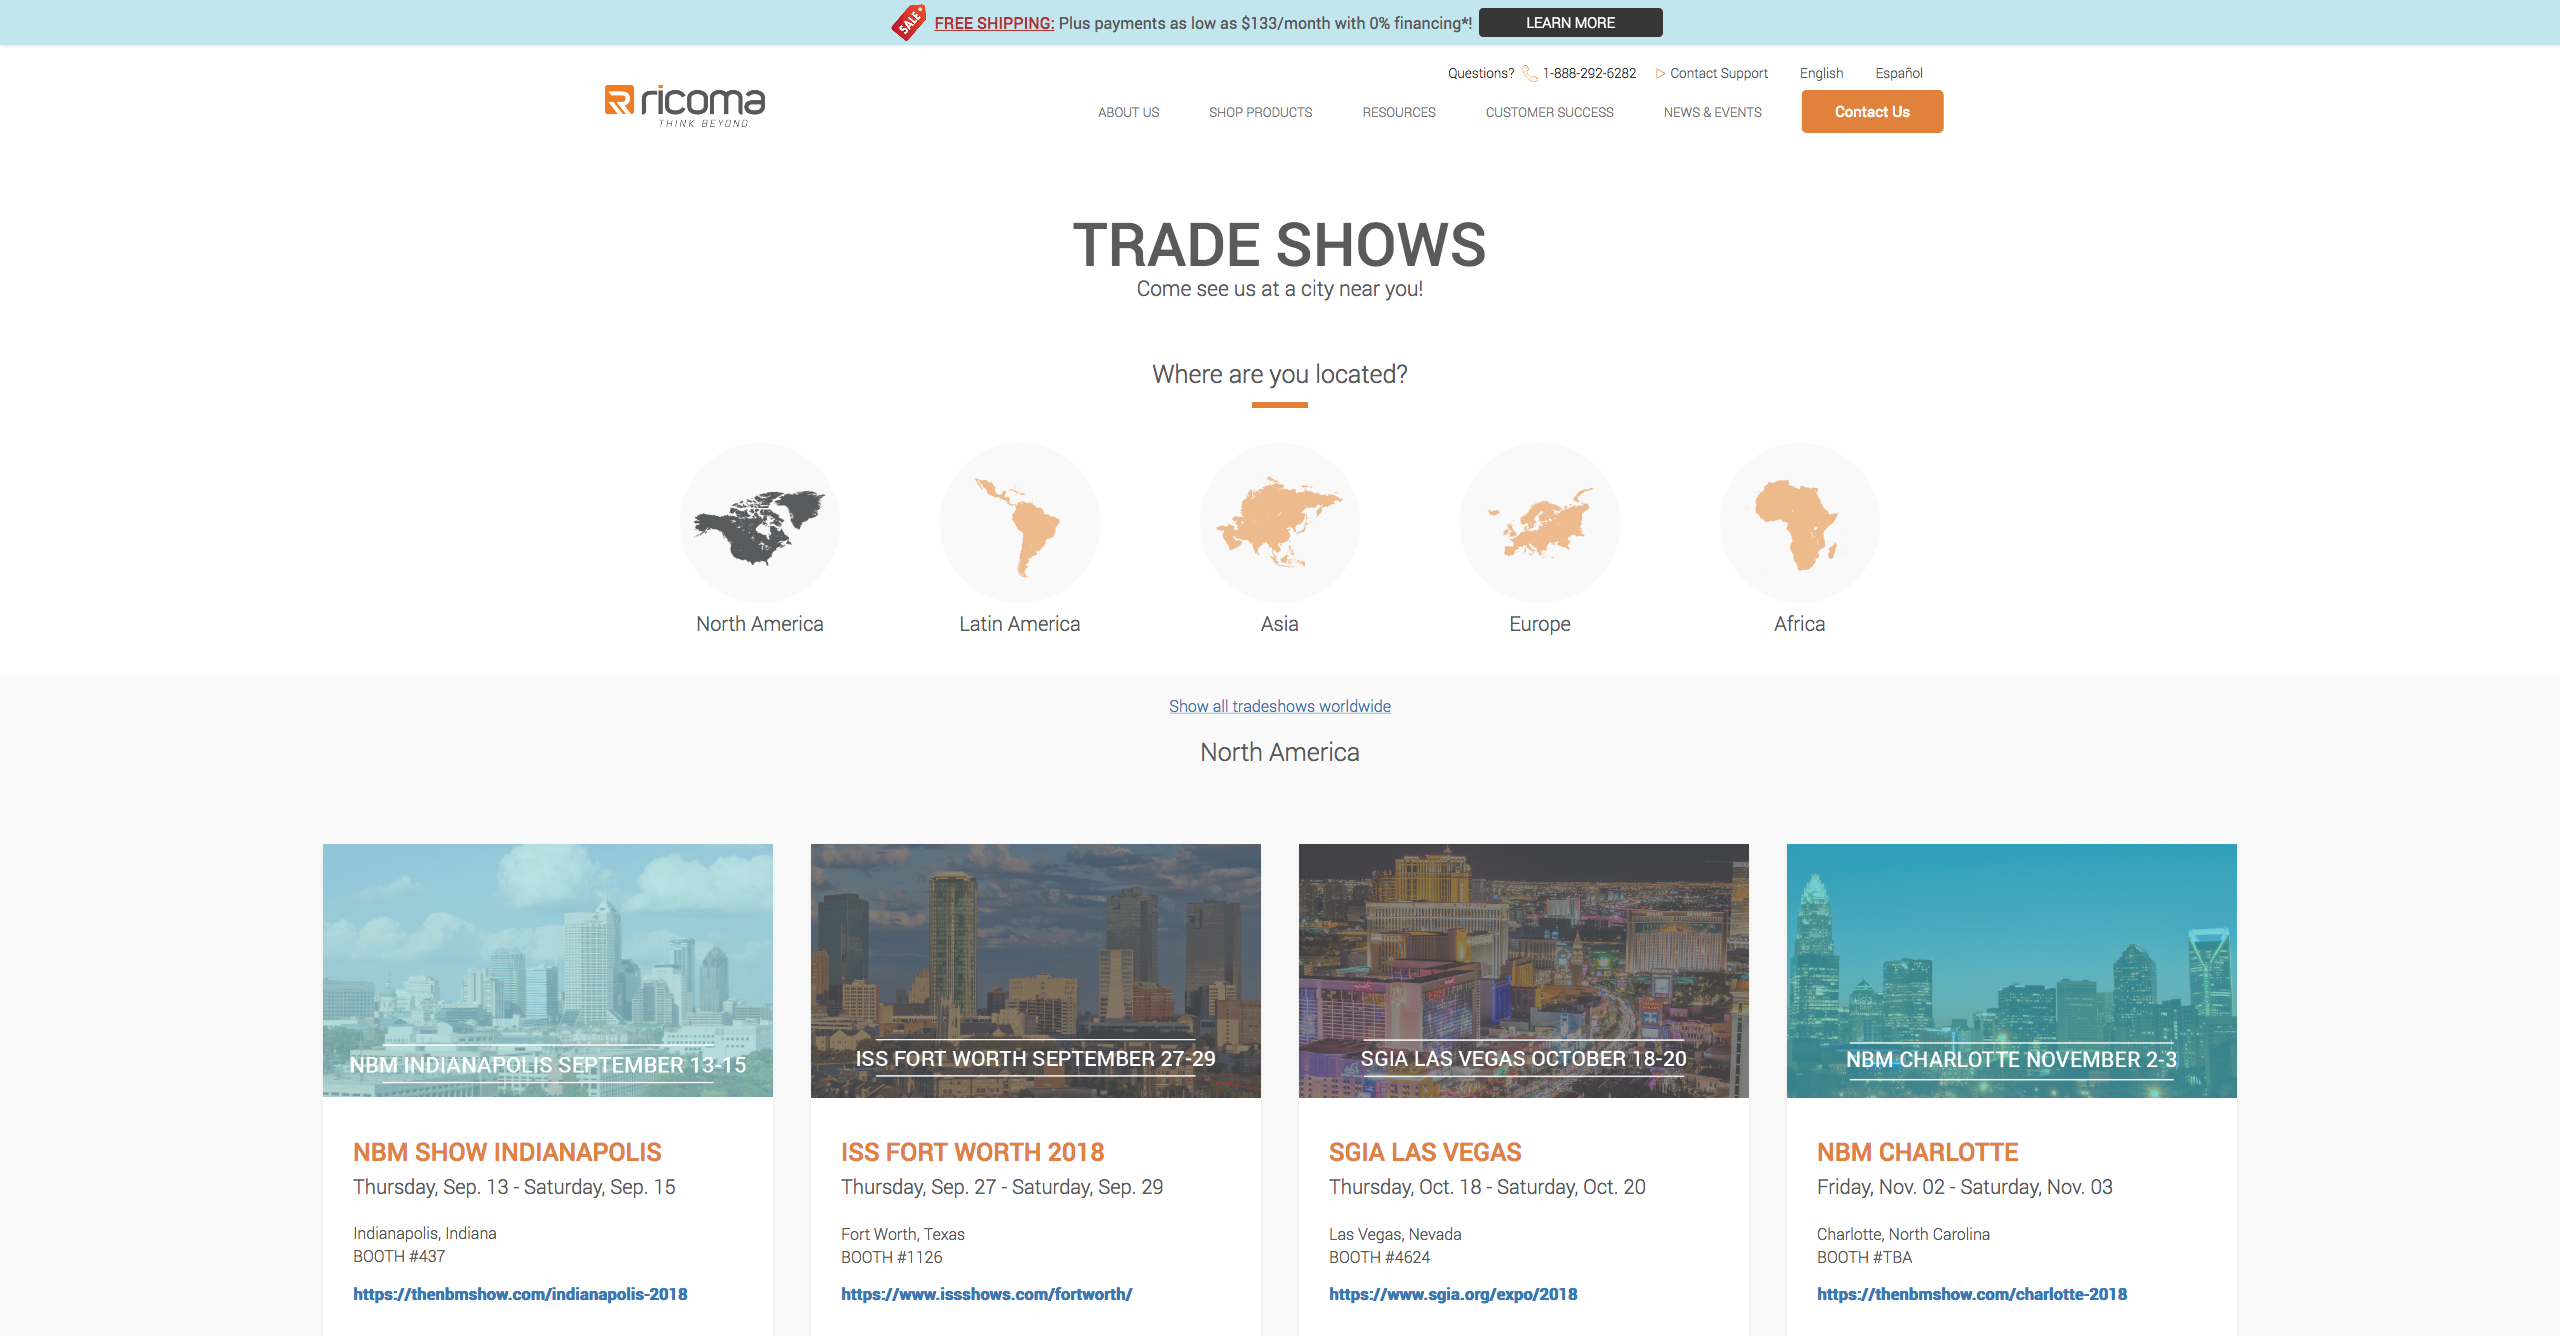 SALE
FREE SHIPPING: Plus payments as low as $133/month with 0% financing*!
LEARN MORE
Questions? 1-888-292-6282 Contact Support English Español
ricoma
THINK BEYOND
ABOUT US SHOP PRODUCTS RESOURCES CUSTOMER SUCCESS NEWS & EVENTS Contact Us
TRADE SHOWS
Come see us at a city near you!
Where are you located?
North America Latin America Asia Europe Africa
Show all tradeshows worldwide
North America
NBM INDIANAPOLIS SEPTEMBER 13-15
NBM SHOW INDIANAPOLIS
Thursday, Sep. 13 - Saturday, Sep. 15
Indianapolis, Indiana
BOOTH #437
https://thenbmshow.com/indianapolis-2018
ISS FORT WORTH SEPTEMBER 27-29
ISS FORT WORTH 2018
Thursday, Sep. 27 - Saturday, Sep. 29
Fort Worth, Texas
BOOTH #1126
https://www.issshows.com/fortworth/
SGIA LAS VEGAS OCTOBER 18-20
SGIA LAS VEGAS
Thursday, Oct. 18 - Saturday, Oct. 20
Las Vegas, Nevada
BOOTH #4624
https://www.sgia.org/expo/2018
NBM CHARLOTTE NOVEMBER 2-3
NBM CHARLOTTE
Friday, Nov. 02 - Saturday, Nov. 03
Charlotte, North Carolina
BOOTH #TBA
https://thenbmshow.com/charlotte-2018